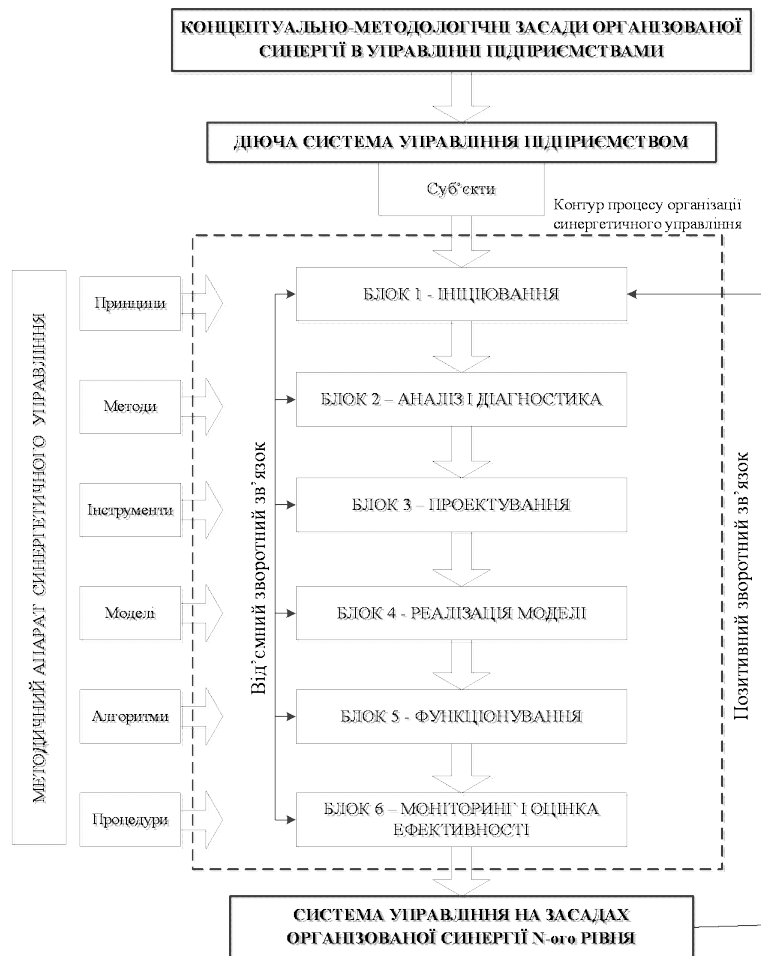 КОНЦЕПТУАЛЬНО-МЕТОДОЛОГІЧНІ ЗАСАДИ ОРГАНІЗОВАНОЇ
СИНЕРГІЇ В УПРАВЛІННІ ПІДПРИЄМСТВАМИ
ДІЮЧА СИСТЕМА УПРАВЛІННЯ ПІДПРИЄМСТВОМ
Суб’єкти
Контур процесу організації
синергетичного управління
МЕТОДИЧНИЙ АПАРАТ СИНЕРГЕТИЧНОГО УПРАВЛІННЯ
Принципи
Методи
Інструменти
Моделі
Алгоритми
Процедури
Від’ємний зворотний зв’язок
БЛОК 1 - ІНІЦІЮВАННЯ
БЛОК 2 – АНАЛІЗ І ДІАГНОСТИКА
БЛОК 3 – ПРОЕКТУВАННЯ
БЛОК 4 - РЕАЛІЗАЦІЯ МОДЕЛІ
БЛОК 5 - ФУНКЦІОНУВАННЯ
БЛОК 6 – МОНІТОРИНГ І ОЦІНКА
ЕФЕКТИВНОСТІ
Позитивний зворотний зв’язок
СИСТЕМА УПРАВЛІННЯ НА ЗАСАДАХ
ОРГАНІЗОВАНОЇ СИНЕРГІЇ N-ого РІВНЯ